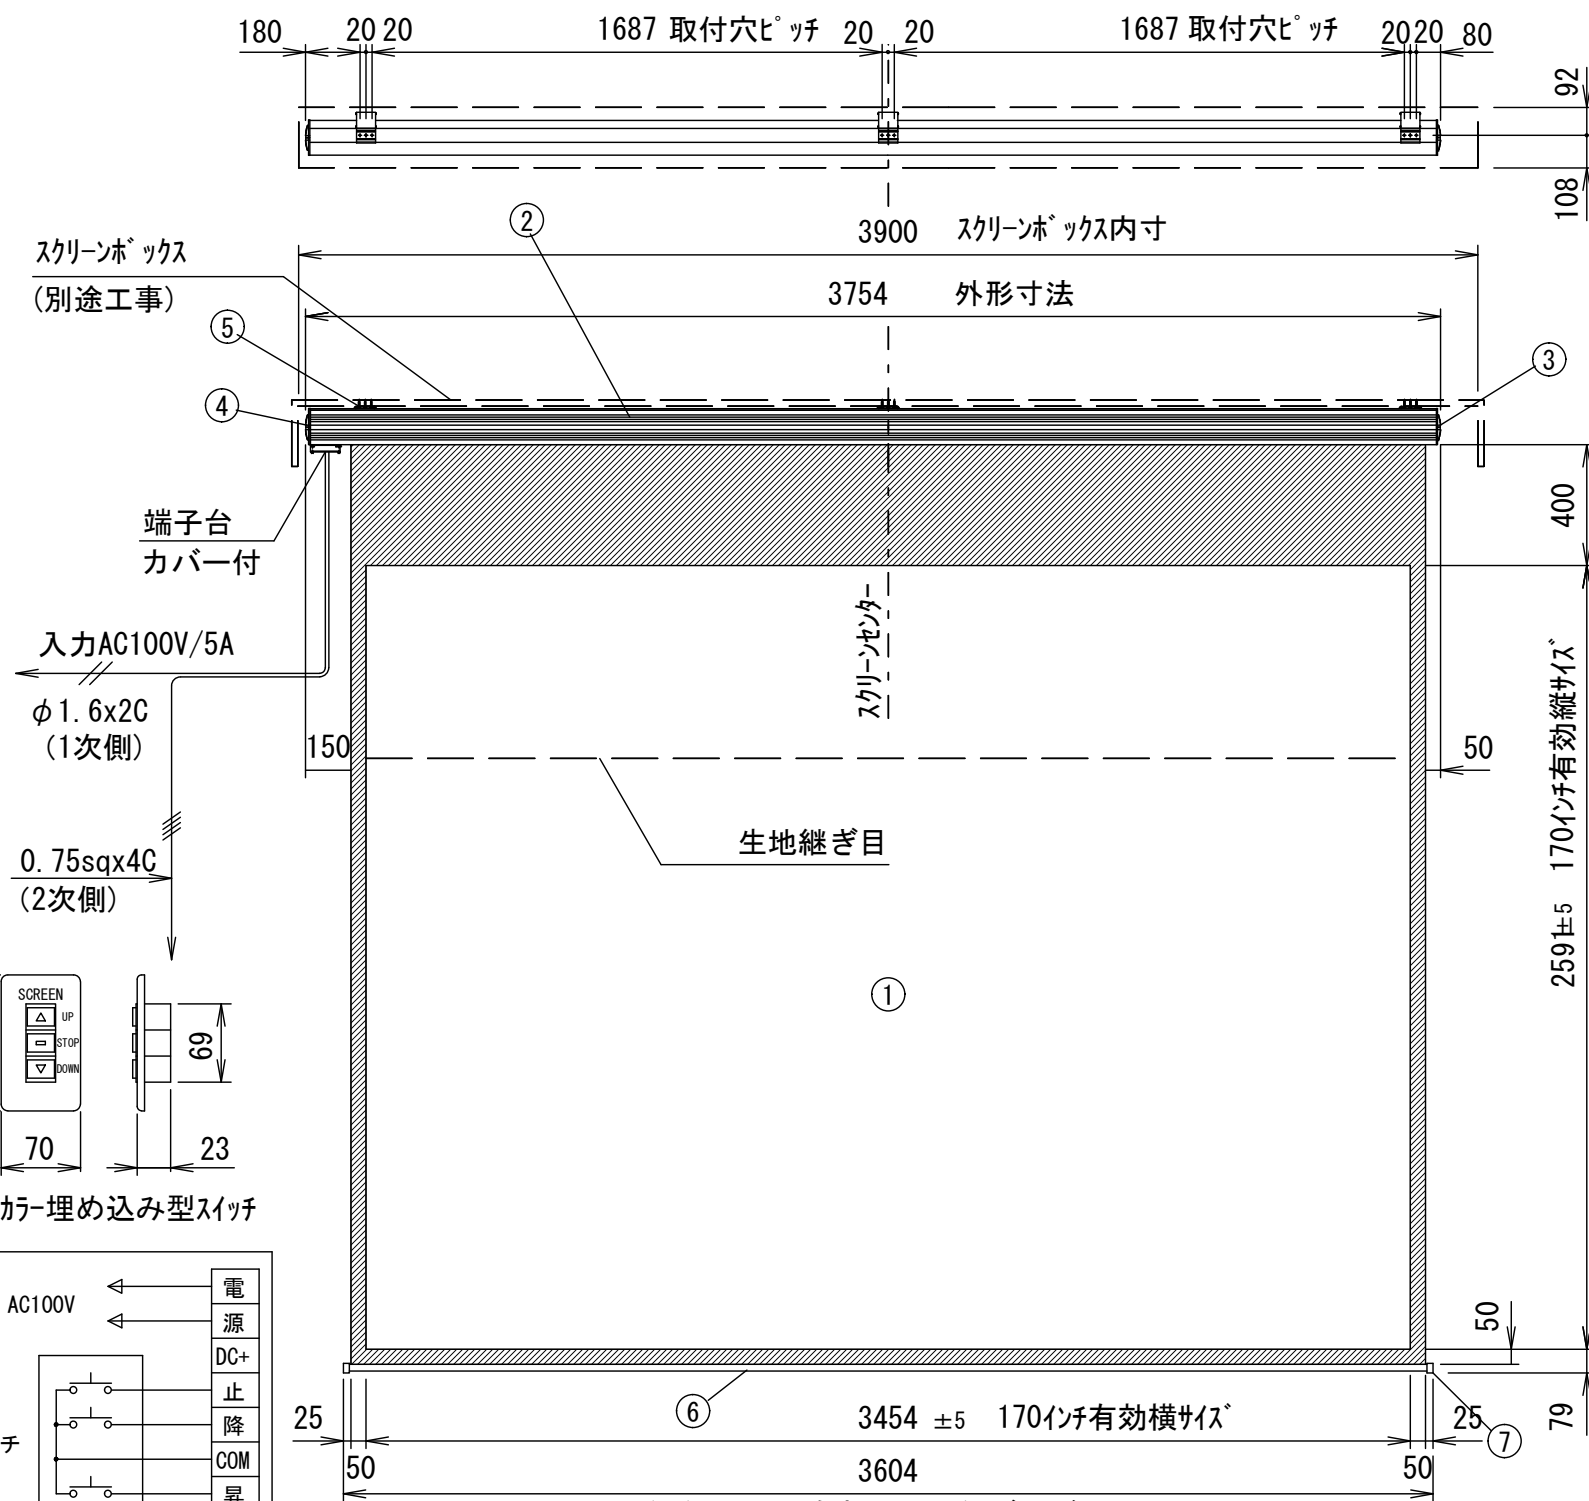 180
20 20
1687 取付穴ピッチ
20
20
1687 取付穴ピッチ
20 20
80
92
108
②
3900 スクリーンボックス内寸
スクリーンボックス
(別途工事)
3754 外形寸法
⑤
③
④
端子台
カバー付
400
スクリーンセンター
入力AC100V/5A
φ1.6x2C
(1次側)
150
50
生地継ぎ目
2591±5 170インチ有効縦サイズ
0.75sqx4C
(2次側)
①
SCREEN
UP
STOP
DOWN
69
70
23
カラー埋め込み型スイッチ
AC100V
電
源
DC+
止
降
COM
昇
チ
50
79
25
⑥
3454 ±5 170インチ有効横サイズ
25
⑦
50
3604
50